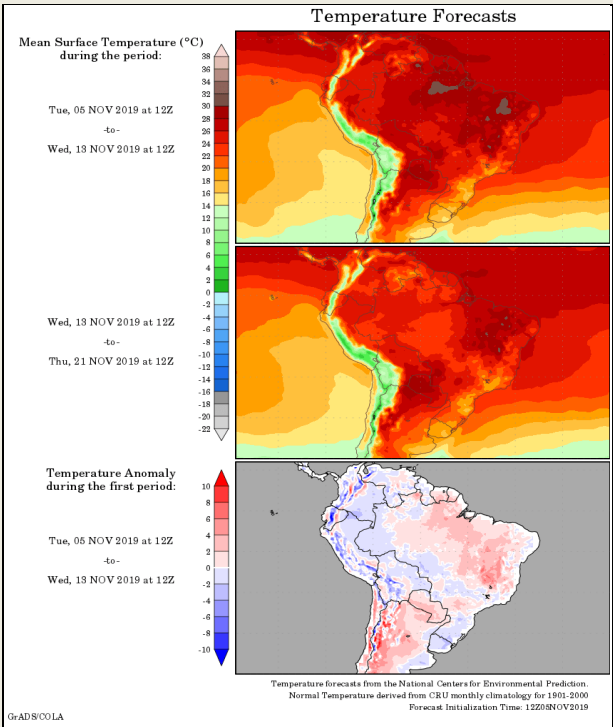 Temperature Forecasts
Mean Surface Temperature (°C)
during the period:
Tue, 05 NOV 2019 at 12Z
-to-
Wed, 13 NOV 2019 at 12Z
38
36
34
32
30
28
26
24
22
20
18
16
14
12
10
8
6
4
2
0
-2
-4
-6
-8
-10
-12
-14
-16
-18
-20
-22
Wed, 13 NOV 2019 at 12Z
-to-
Thu, 21 NOV 2019 at 12Z
Temperature Anomaly
during the first period:
Tue, 05 NOV 2019 at 12Z
-to-
Wed, 13 NOV 2019 at 12Z
10
8
6
4
2
0
-2
-4
-6
-8
-10
Temperature forecasts from the National Centers for Environmental Prediction.
Normal Temperature derived from CRU monthly climatology for 1901-2000
Forecast Initialization Time: 12Z05NOV2019
GrADS/COLA